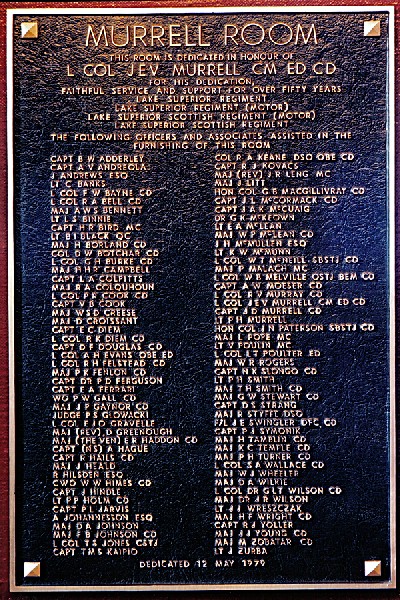 MURRELL ROOM
THIS ROOM IS DEDICATED IN HONOUR OF
L COL JEV MURRELL CM ED CD
FOR HIS DEDICATION,
FAITHFUL SERVICE AND SUPPORT FOR OVER FIFTY YEARS
LAKE SUPERIOR REGIMENT
LAKE SUPERIOR REGIMENT (MOTOR)
LAKE SUPERIOR SCOTTISH REGIMENT (MOTOR)
LAKE SUPERIOR SCOTTISH REGIMENT
THE FOLLOWING OFFICERS AND ASSOCIATES ASSISTED IN THE
FURNISHING OF THIS ROOM
CAPT B W ADDERLEY
CAPT A V ANDREOLA
J ANDREWS ESQ
LT C BANKS
L COL F W BAYNE CD
L COL R A BELL CD
MAJ A W S BENNETT
LT L S BINNIE
CAPT H R BIRD MC
LT B I BLACK QC
MAJ H BORLAND CD
COL D W BOTCHAR CD
L COL G H BURKE CD
MAJ H H R CAMPBELL
CAPT L A COLPITTS
MAJ R A COLQUHOUN
L COL P R COOK CD
CAPT V B COOK
MAJ W S D CREESE
MAJ D CROISSANT
CAPT E C DIEM
L COL R K DIEM CD
CAPT D F DOUGLAS CD
L COL A H EVANS OBE ED
L COL R H FELSTEAD CD
MAJ P K FENLON CD
CAPT DR P D FERGUSON
CAPT E A FERRARI
WO P W GALL CD
MAJ J P GAYNOR CD
JUDGE P S GLOWACKI
L COL F J O GRAVELLE
MAJ (REV) D GREENOUGH
MAJ (THE VEN) E R HADDON CD
CAPT (NS) A HAGUE
CAPT R HAILS CD
MAJ J HEALD
R HILSDEN ESQ
CWO W W HIMES CD
CAPT J HINDLE
LT P P HOLM CD
CAPT P L JARVIS
A JOHANNESSON ESQ
MAJ D A JOHNSON
MAJ F B JOHNSON CD
L COL T S JONES CSTJ
CAPT T M S KAIPIO
COL R A KEANE DSO OBE CD
CAPT R J KOVACS
MAJ (REV) J R LENG MC
MAJ J LITT
HON COL G B MACGILLIVRAY CD
CAPT J L McCORMACK CD
CAPT J A K McCUAIG
DR G K McKEOWN
LT E A McLEAN
MAJ W P McLEAN CD
J H McMULLEN ESQ
LT K W McMUNN
L COL W T McNEILL SBSTJ CD
MAJ P MALACH MC
L COL W B MELVILLE OSTJ BEM CD
CAPT A W MOESER CD
L COL R V MURRAY CD
L COL J E V MURRELL CM ED CD
CAPT J D MURRELL CD
LT P H MURRELL
HON COL J N PATERSON SBSTJ CD
MAJ L POPE MC
LT V POULIN MC
L COL L T POULTER ED
MAJ W R ROGERS
CAPT N K SLONGO CD
LT P H SMITH
MAJ T H SMITH CD
MAJ G W STEWART CD
CAPT D S STRANG
MAJ R STYFFE DSO
F/L J E SWINGLER DFC CD
CAPT P J SYMONIK
MAJ H TAMBLIN CD
MAJ K C TEMPLE CD
MAJ P H TURNER CD
L COL S A WALLACE CD
MAJ W J WHEELER
MAJ D A WILKIE
L COL DR G L T WILSON CD
MAJ DR J R WILSON
LT J J WRESZCZAK
MAJ H F WRIGHT CD
CAPT R J YOLLER
MAJ J J YOUNG CD
MAJ M ZOBATAR CD
LT J ZURBA
DEDICATED 12 MAY 1979